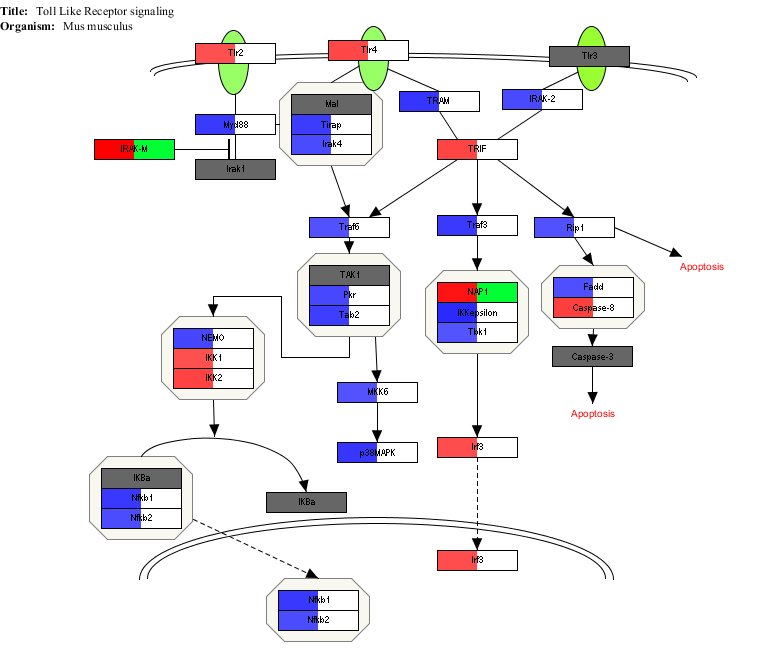 Title: Toll Like Receptor signaling
Organism: Mus musculus
Tlr2
Tlr4
Tlr3
Mal
Tirap
Irak4
TRAM
IRAK-2
Myd88
IRAK-M
TRIF
Irak1
Traf6
Traf3
Rip1
Apoptosis
TAK1
Pkr
Tab2
NAP1
IKKepsilon
Tbk1
Fadd
Caspase-8
NEMO
IKK1
IKK2
Caspase-3
MKK6
Apoptosis
p38MAPK
Irf3
IKBa
Nfkb1
Nfkb2
IKBa
Irf3
Nfkb1
Nfkb2